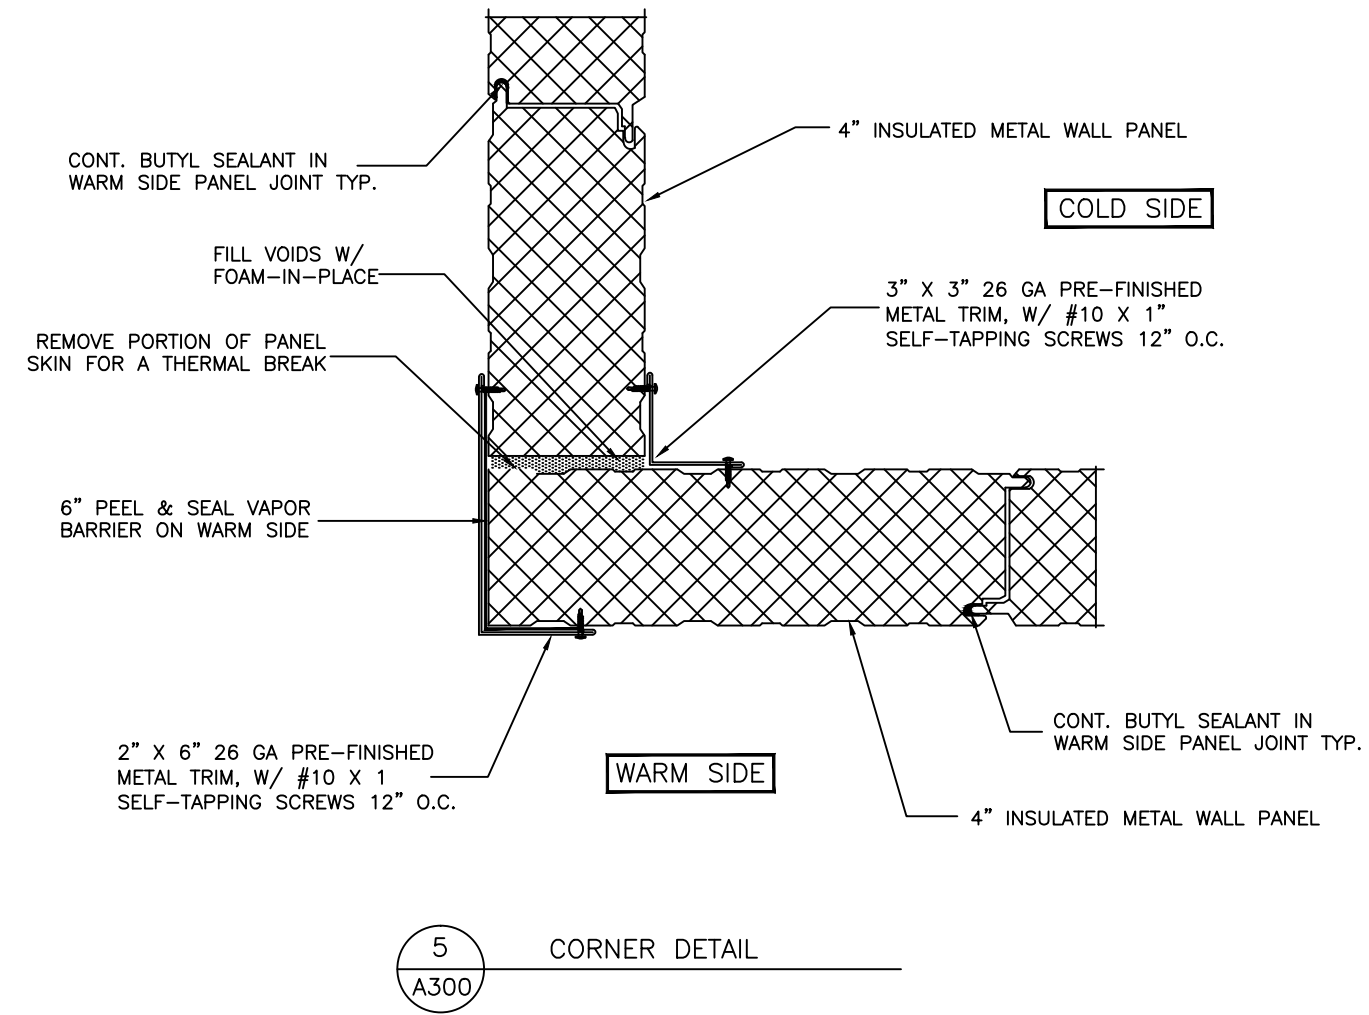 4” INSULATED METAL WALL PANEL
CONT. BUTYL SEALANT IN
WARM SIDE PANEL JOINT TYP.
COLD SIDE
FILL VOIDS W/
FOAM-IN-PLACE
3” X 3” 26 GA PRE-FINISHED
METAL TRIM, W/ #10 X 1”
SELF-TAPPING SCREWS 12” O.C.
REMOVE PORTION OF PANEL
SKIN FOR A THERMAL BREAK
6” PEEL & SEAL VAPOR
BARRIER ON WARM SIDE
CONT. BUTYL SEALANT IN
WARM SIDE PANEL JOINT TYP.
2” X 6” 26 GA PRE-FINISHED
METAL TRIM, W/ #10 X 1
SELF-TAPPING SCREWS 12” O.C.
WARM SIDE
4” INSULATED METAL WALL PANEL
5
CORNER DETAIL
A300